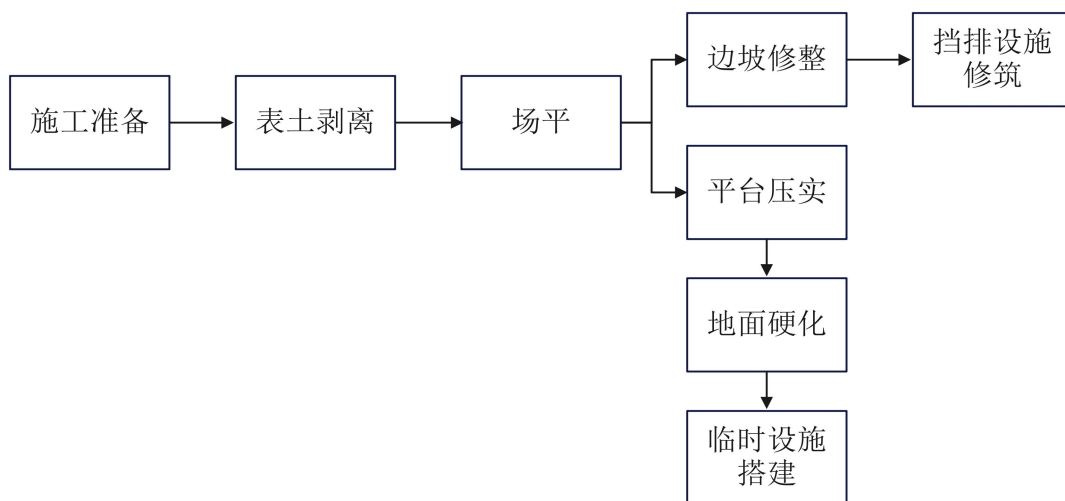 施工准备
表土剥离
场平
边坡修整
挡排设施
修筑
平台压实
地面硬化
临时设施
搭建